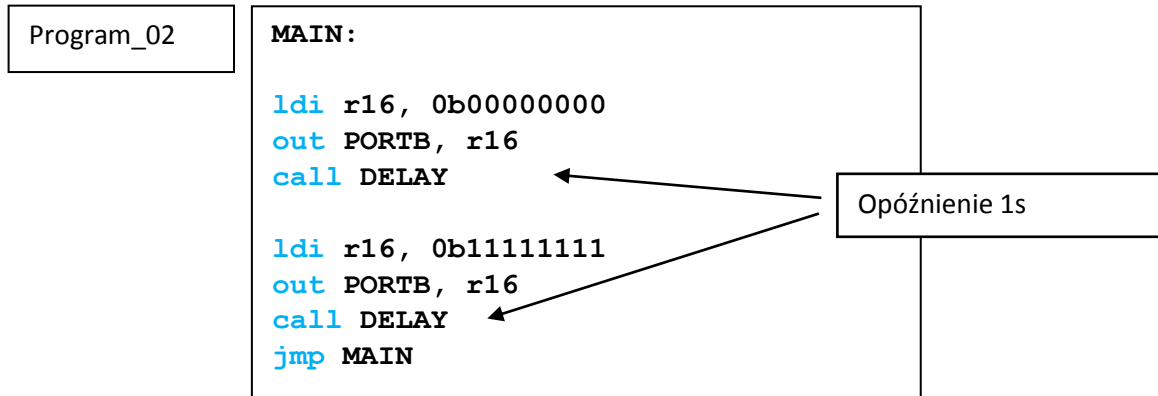 Program_02
MAIN:
ldi r16, 0b00000000
out PORTB, r16
call DELAY
Opóźnienie 1s
ldi r16, 0b11111111
out PORTB, r16
call DELAY
jmp MAIN